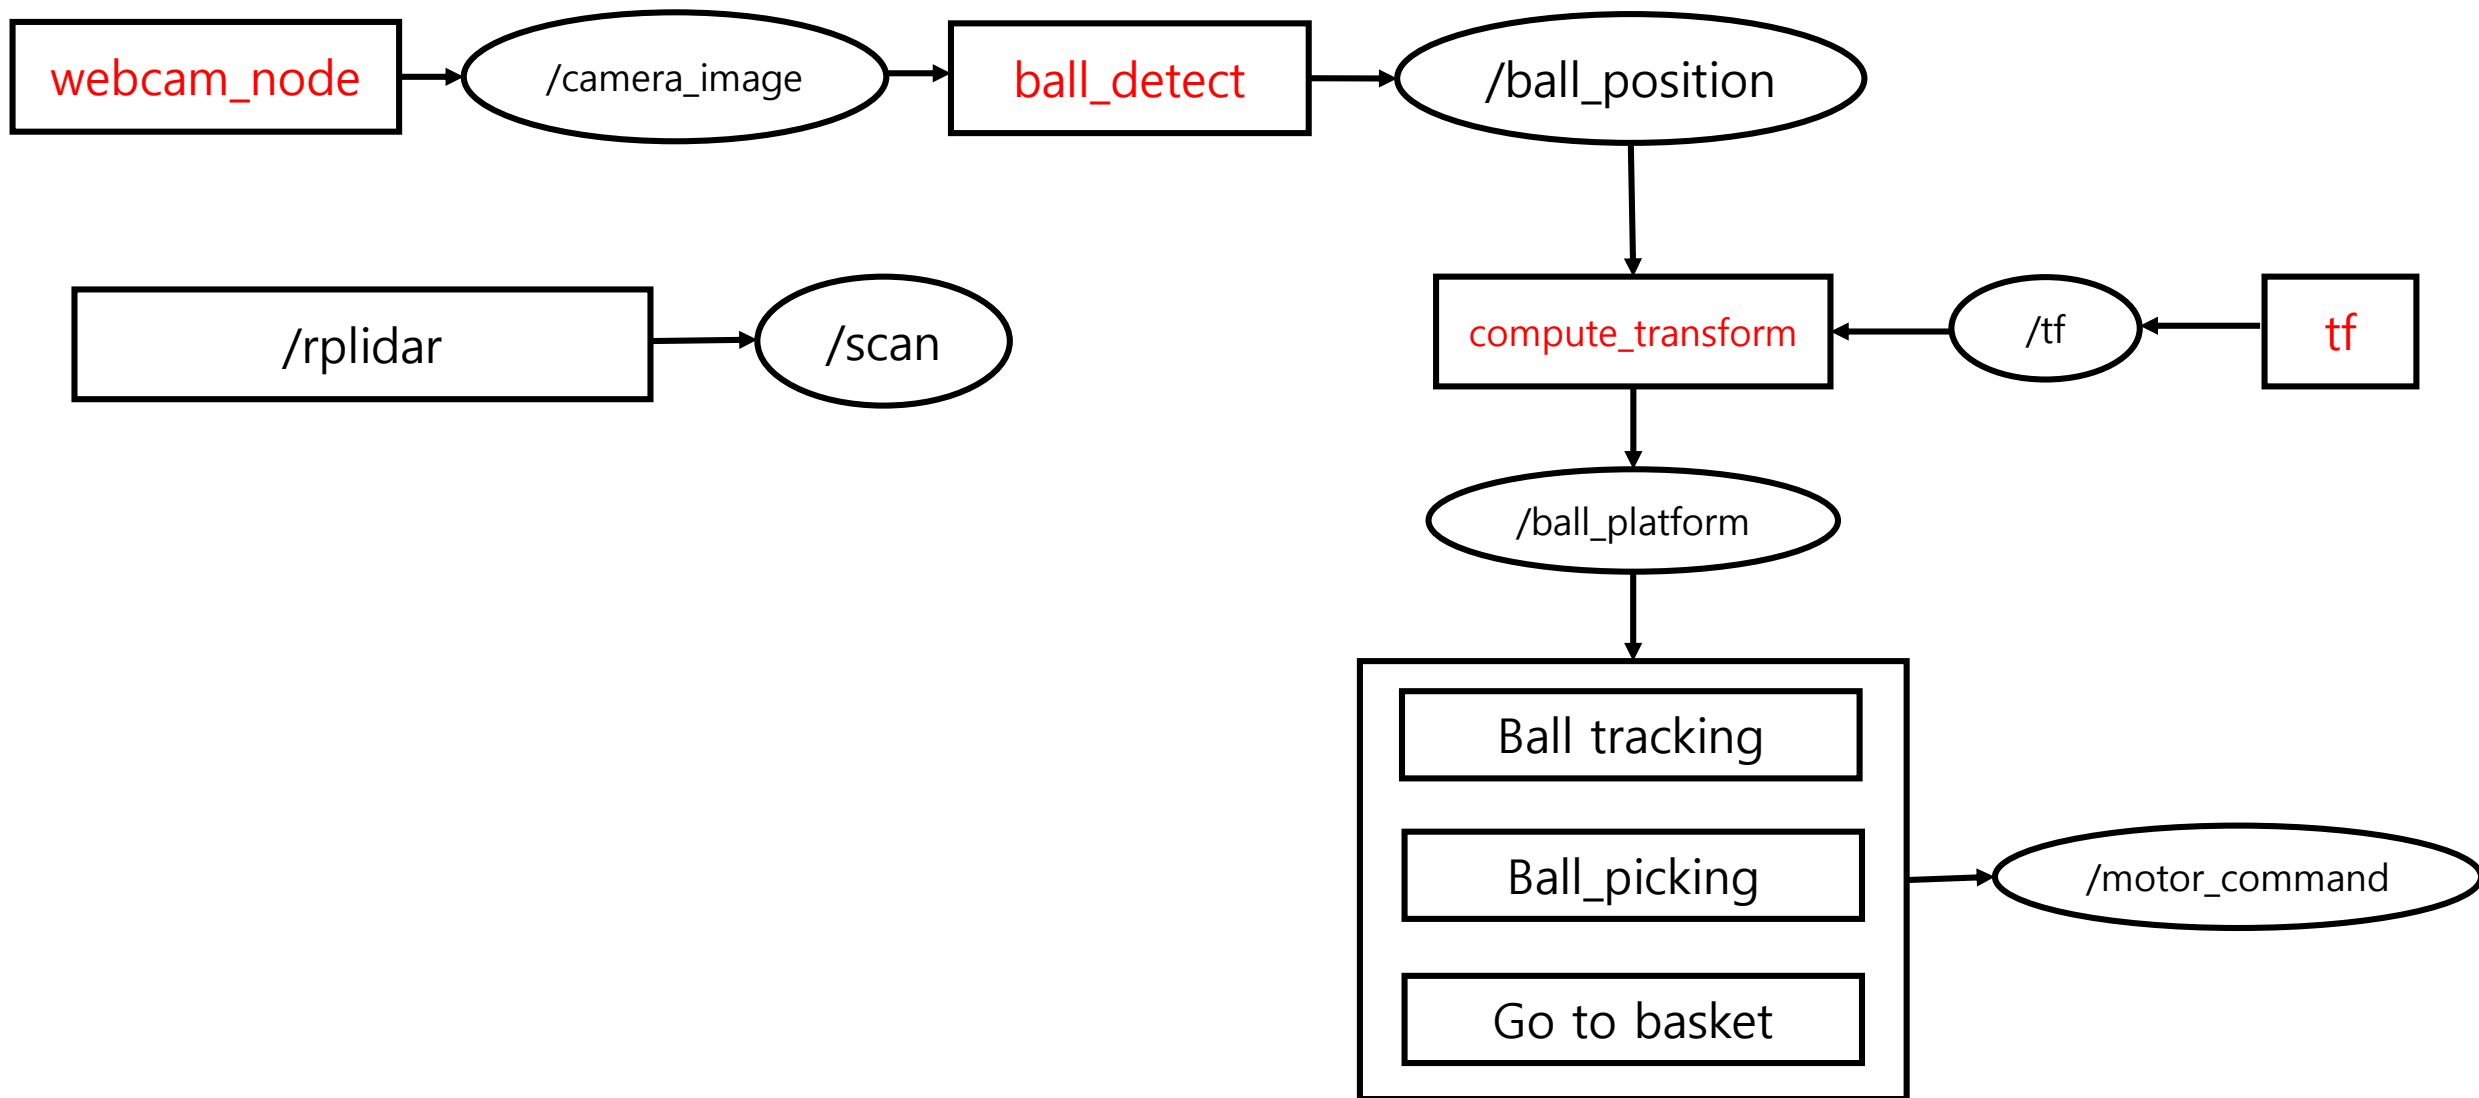 webcam_node
/camera_image
ball_detect
/ball_position
/rplidar
/scan
compute_transform
/tf
tf
/ball_platform
Ball tracking
Ball_picking
/motor_command
Go to basket